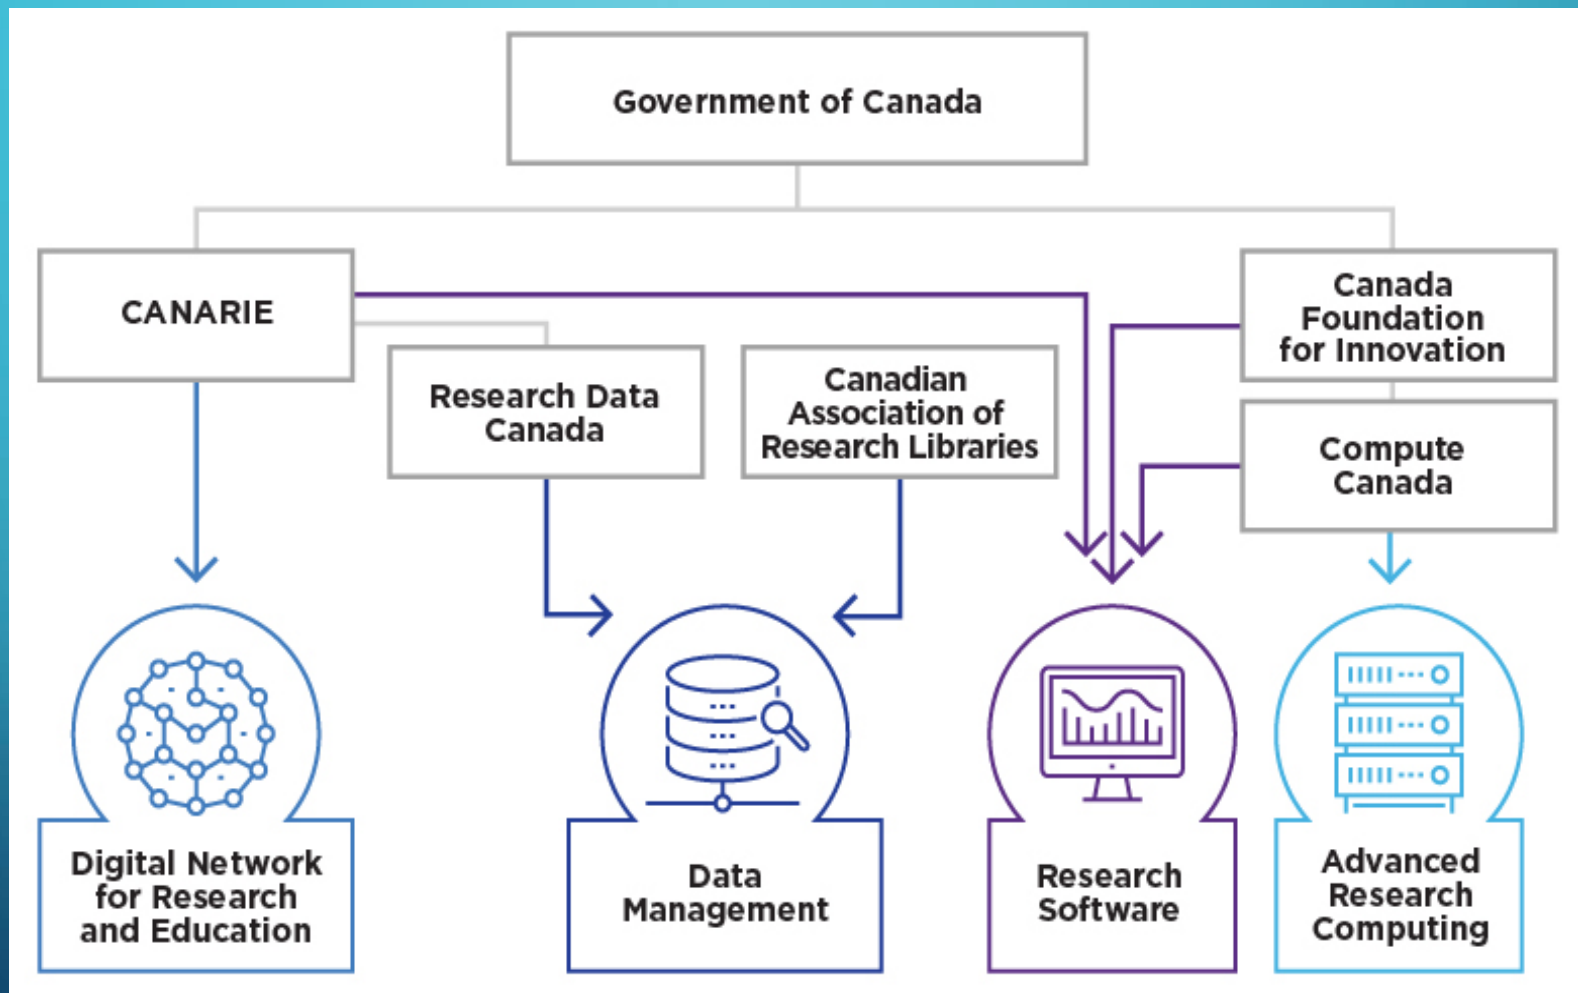 Government of Canada
CANARIE
Canada
Foundation
for Innovation
Research Data
Canada
Canadian
Association of
Research Libraries
Compute
Canada
Digital Network
for Research
and Education
Data
Management
Research
Software
Advanced
Research
Computing